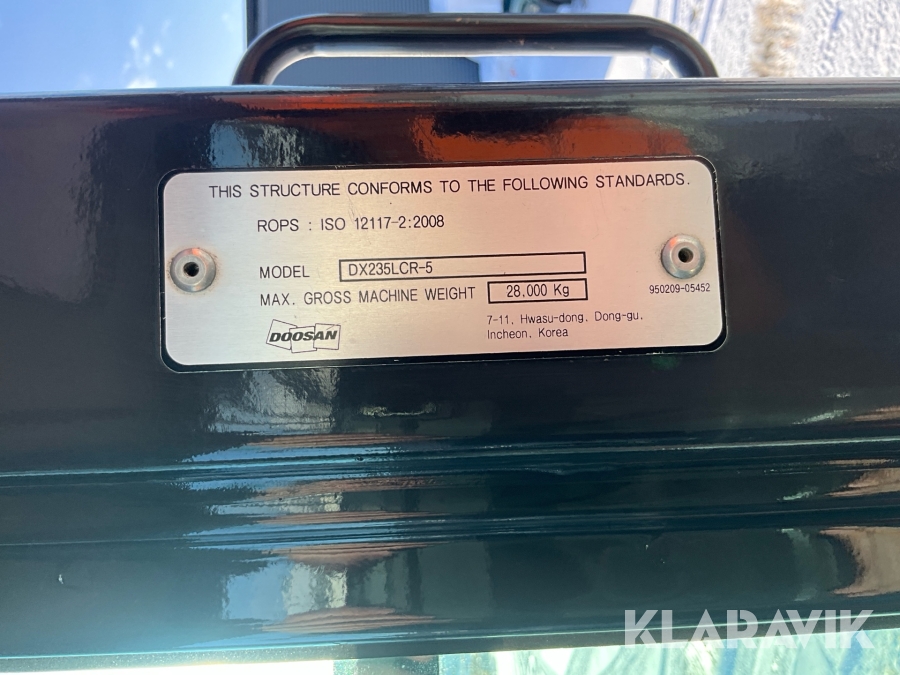 THIS STRUCTURE CONFORMS TO THE FOLLOWING STANDARDS.
ROPS : ISO 12117-2:2008
MODEL DX235LCR-5
MAX. GROSS MACHINE WEIGHT 28,000 Kg
950209-05452
DOOSAN
7-11, Hwasu-dong, Dong-gu,
Incheon, Korea
KLARAVIK